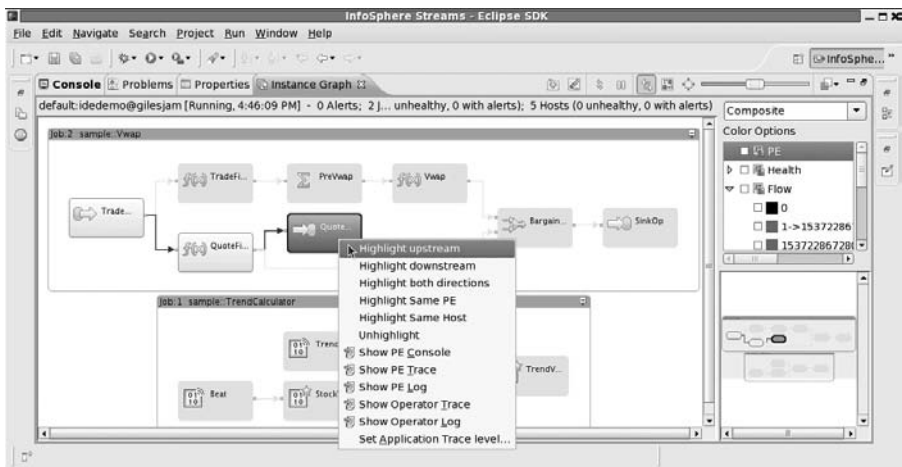 InfoSphere Streams - Eclipse SDK
File Edit Navigate Search Project Run Window Help
InfoSphe...
Console Problems Properties Instance Graph
default:idedemo@gilesjam [Running, 4:46:09 PM] - 0 Alerts; 2 J... unhealthy, 0 with alerts); 5 Hosts (0 unhealthy, 0 with alerts)
Composite
Color Options
PE
Health
Flow
0
1->15372286
153722867280
Job:2 sample::Vwap
TradeFi...
PreVwap
Vwap
Trade...
Quote...
Bargain...
SinkOp
QuoteFi...
Highlight upstream
Highlight downstream
Highlight both directions
Highlight Same PE
Highlight Same Host
Unhighlight
Show PE Console
Show PE Trace
Show PE Log
Show Operator Trace
Show Operator Log
Set Application Trace level...
Job:1 sample::TrendCalculator
Trend
TrendV...
Beat
Stock